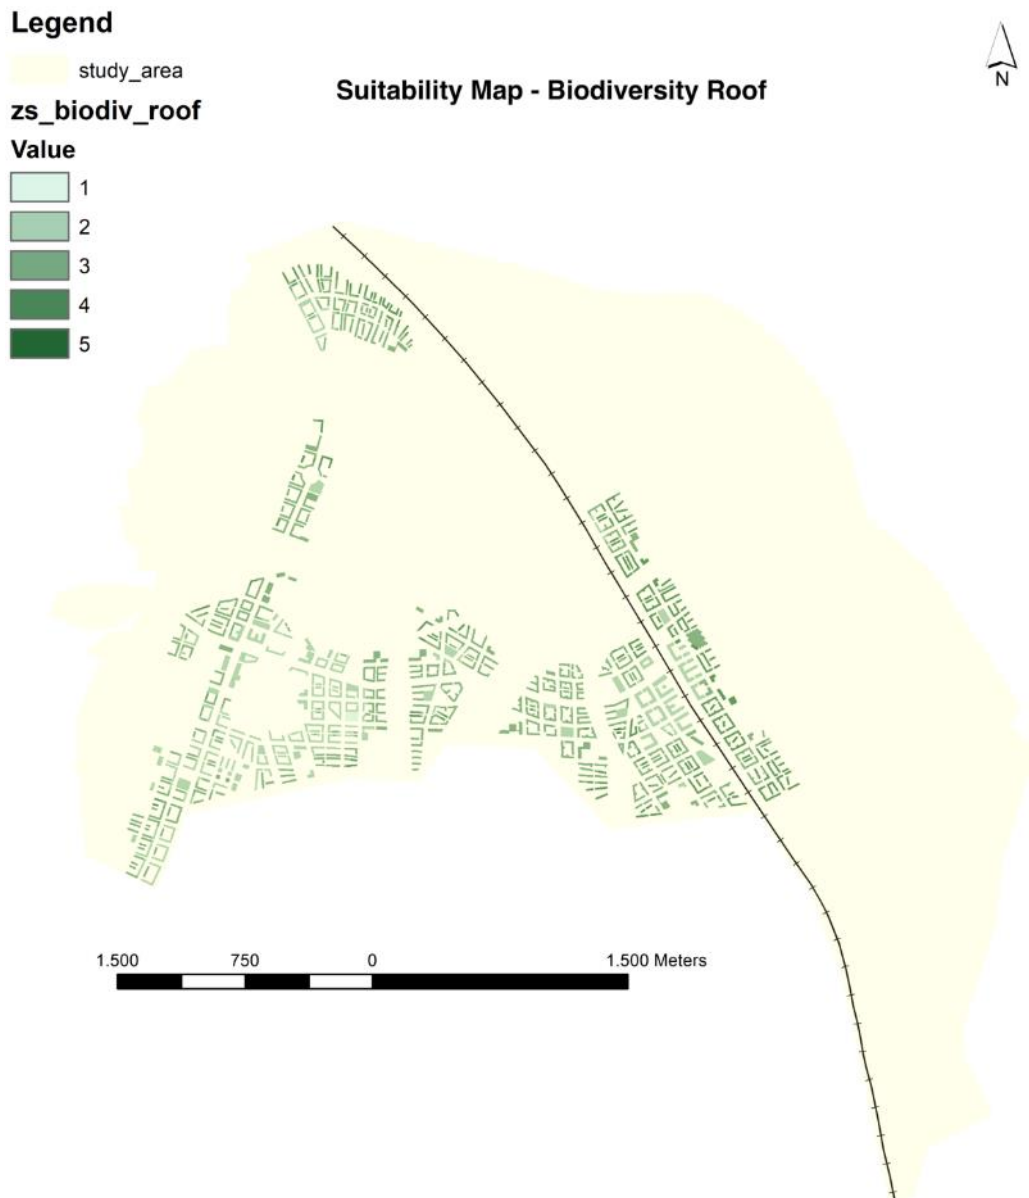 Legend
study_area
zs_biodiv_roof
Value
1
2
3
4
5
Suitability Map - Biodiversity Roof
N
1.500 750 0 1.500 Meters